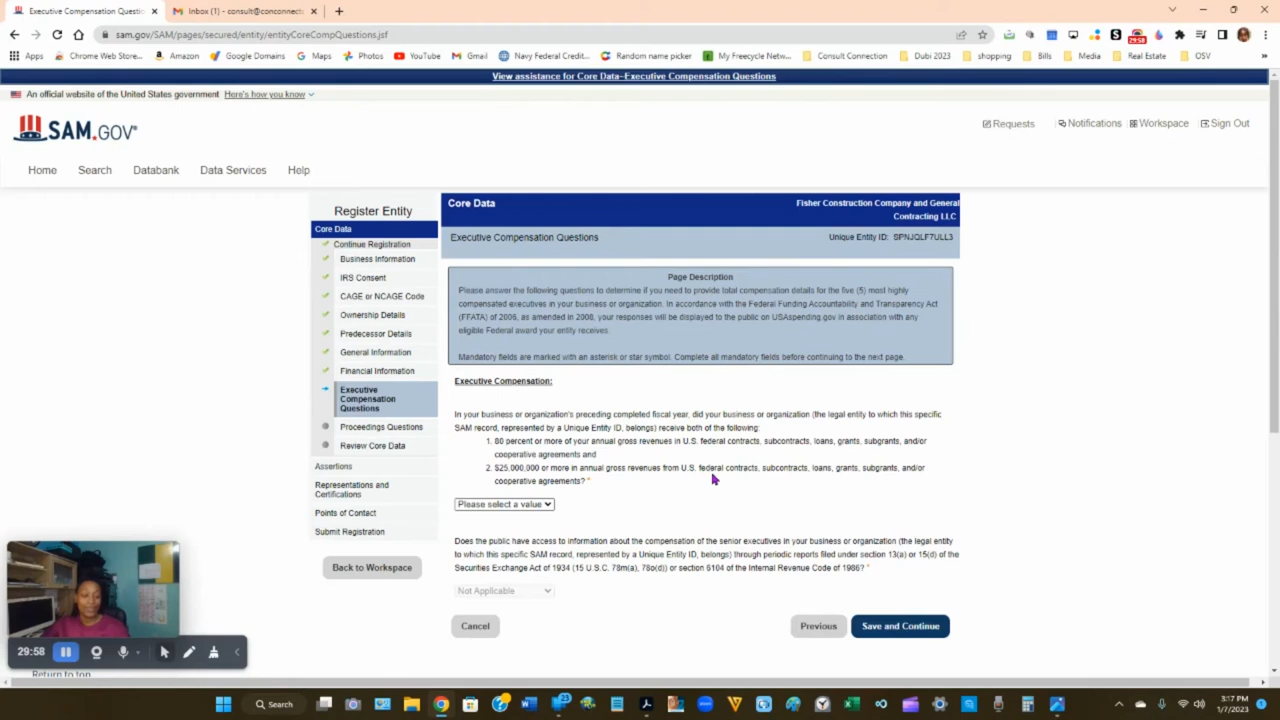 Executive Compensation Questio
Inbox (1) - consult@conconnecti
sam.gov/SAM/pages/secured/entity/entityCoreCompQuestions.jsf
29:58
Apps
Chrome Web Store...
Amazon
Google Domains
Maps
Photos
YouTube
Gmail
Navy Federal Credit...
Random name picker
My Freecycle Netw...
Consult Connection
Dubi 2023
shopping
Bills
Media
Real Estate
OSV
»
View assistance for Core Data–Executive Compensation Questions
An official website of the United States government Here's how you know
SAM.GOV®
Requests
Notifications
Workspace
Sign Out
Home
Search
Databank
Data Services
Help
Register Entity
Core Data
Continue Registration
Business Information
IRS Consent
CAGE or NCAGE Code
Ownership Details
Predecessor Details
General Information
Financial Information
Executive
Compensation
Questions
Proceedings Questions
Review Core Data
Assertions
Representations and
Certifications
Points of Contact
Submit Registration
Back to Workspace
Core Data
Fisher Construction Company and General
Contracting LLC
Executive Compensation Questions
Unique Entity ID: SPNJQLF7ULL3
Page Description
Please answer the following questions to determine if you need to provide total compensation details for the five (5) most highly
compensated executives in your business or organization. In accordance with the Federal Funding Accountability and Transparency Act
(FFATA) of 2006, as amended in 2008, your responses will be displayed to the public on USAspending.gov in association with any
eligible Federal award your entity receives.
Mandatory fields are marked with an asterisk or star symbol. Complete all mandatory fields before continuing to the next page.
Executive Compensation:
In your business or organization's preceding completed fiscal year, did your business or organization (the legal entity to which this specific
SAM record, represented by a Unique Entity ID, belongs) receive both of the following:
1. 80 percent or more of your annual gross revenues in U.S. federal contracts, subcontracts, loans, grants, subgrants, and/or
cooperative agreements and
2. $25,000,000 or more in annual gross revenues from U.S. federal contracts, subcontracts, loans, grants, subgrants, and/or
cooperative agreements? *
Please select a value
Does the public have access to information about the compensation of the senior executives in your business or organization (the legal entity
to which this specific SAM record, represented by a Unique Entity ID, belongs) through periodic reports filed under section 13(a) or 15(d) of the
Securities Exchange Act of 1934 (15 U.S.C. 78m(a), 78o(d)) or section 6104 of the Internal Revenue Code of 1986? *
Not Applicable
Cancel
Previous
Save and Continue
29:58
Return to top
Search
23
3:17 PM
1/7/2023